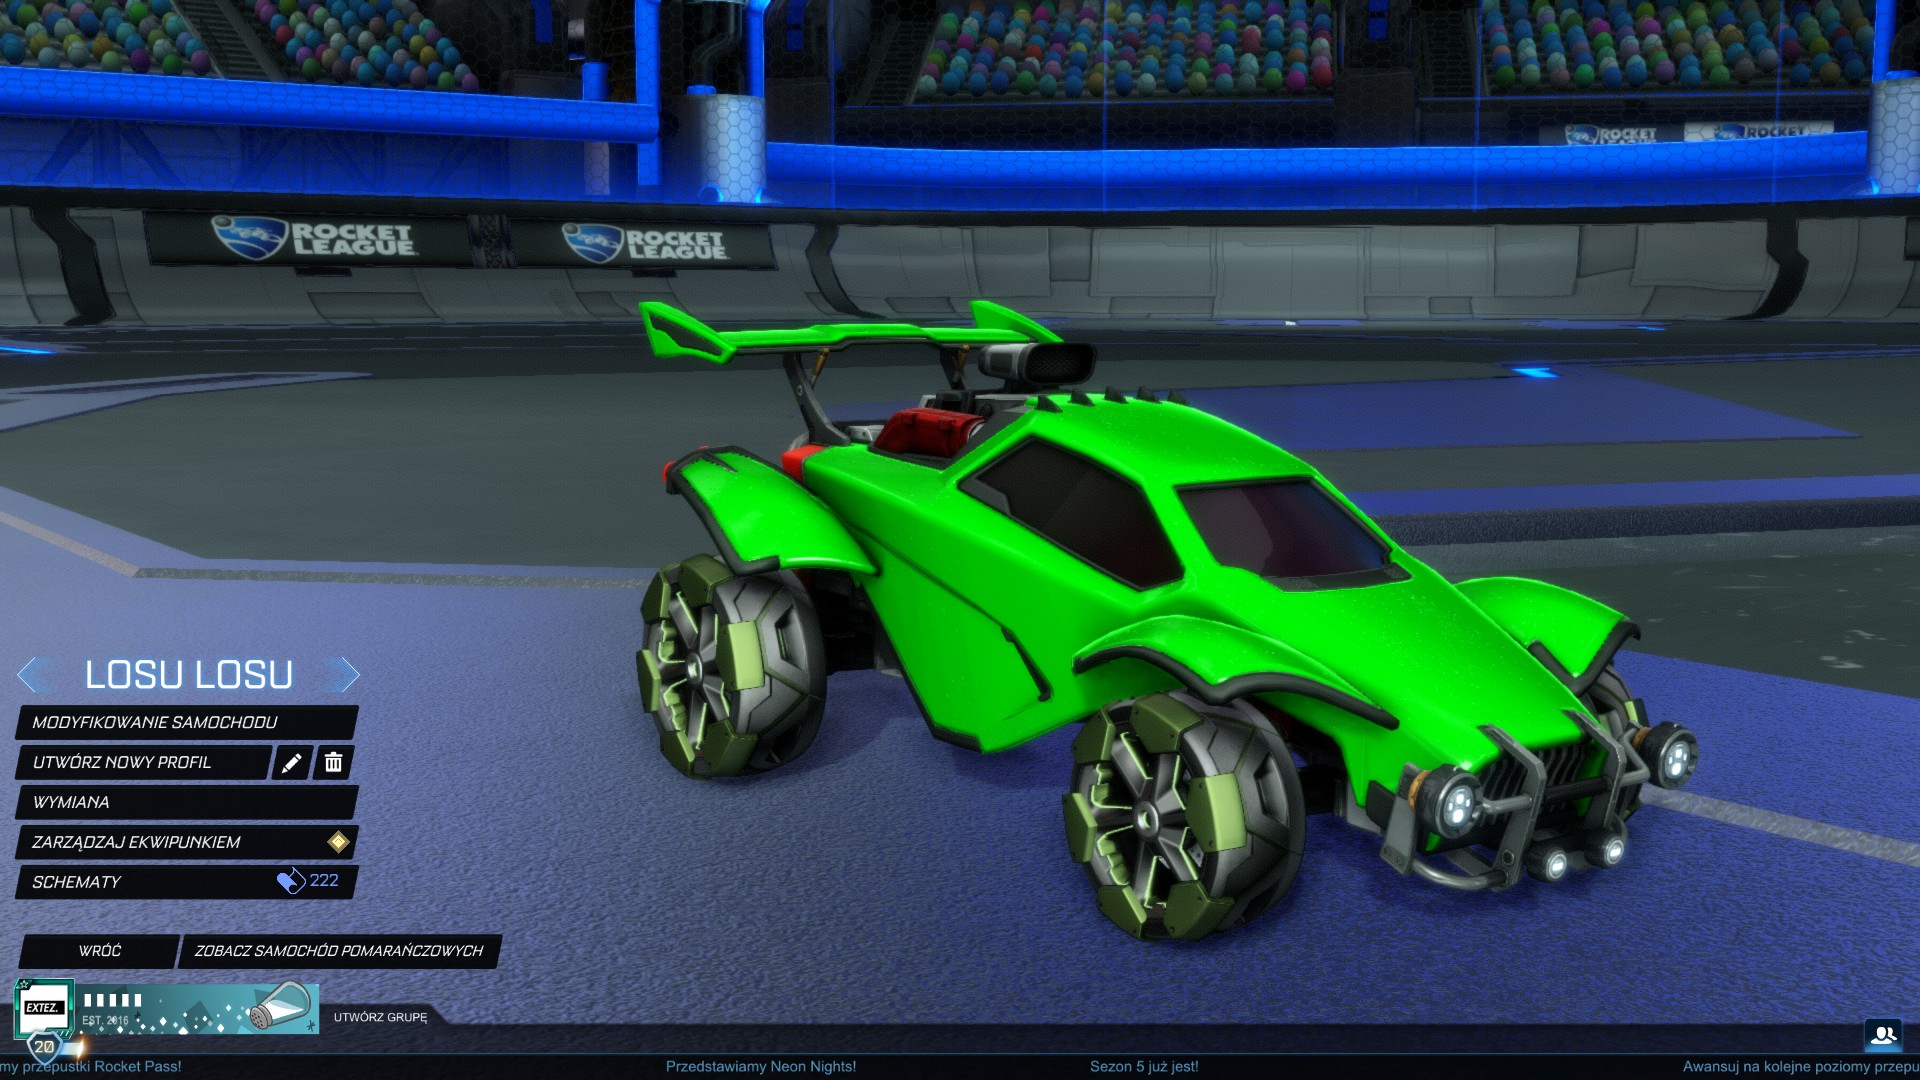 ROCKET
LEAGUE
ROCKET
LEAGUE
ROCKET
ROCKET
LOSU LOSU
MODYFIKOWANIE SAMOCHODU
UTWÓRZ NOWY PROFIL
WYMIANA
ZARZĄDZAJ EKWIPUNKIEM
SCHEMATY 222
WRÓĆ ZOBACZ SAMOCHÓD POMARAŃCZOWYCH
EXTEZ.
EST. 2016
UTWÓRZ GRUPĘ
20
my przepustki Rocket Pass! Przedstawiamy Neon Nights! Sezon 5 już jest! Awansuj na kolejne poziomy przepu